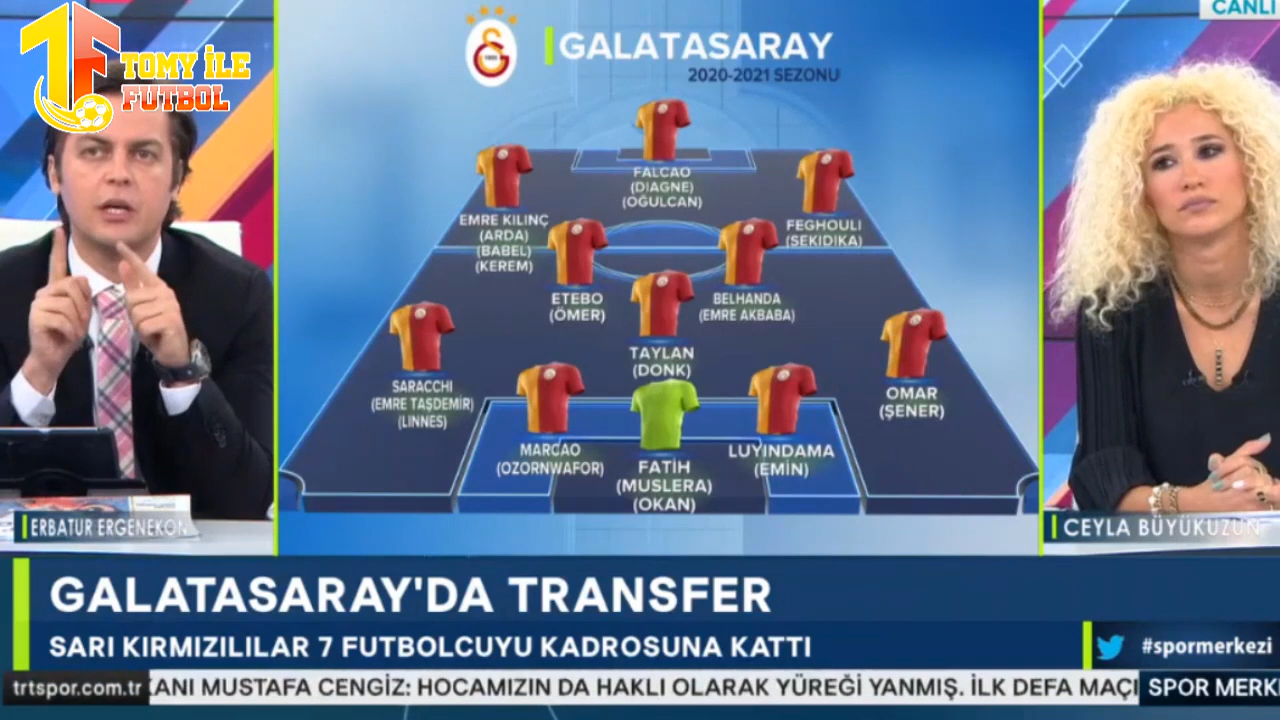 CANLI
TOMY İLE
FUTBOL
GALATASARAY
2020-2021 SEZONU
FALCAO
(DIAGNE)
(OĞULCAN)
EMRE KILINÇ
(ARDA)
(BABEL)
(KEREM)
FEGHOULI
(SEKIDIKA)
ETEBO
(ÖMER)
BELHANDA
(EMRE AKBABA)
TAYLAN
(DONK)
SARACCHI
(EMRE TAŞDEMİR)
(LINNES)
OMAR
(ŞENER)
MARCAO
(OZORNWAFOR)
FATİH
(MUSLERA)
(OKAN)
LUYINDAMA
(EMİN)
ERBATUR ERGENEKON
CEYLA BÜYÜKUZUN
GALATASARAY'DA TRANSFER
SARI KIRMIZILILAR 7 FUTBOLCUYU KADROSUNA KATTI
#spormerkezi
trtspor.com.tr
KANI MUSTAFA CENGİZ: HOCAMIZIN DA HAKLI OLARAK YÜREĞİ YANMIŞ. İLK DEFA MAÇI
SPOR MERKE